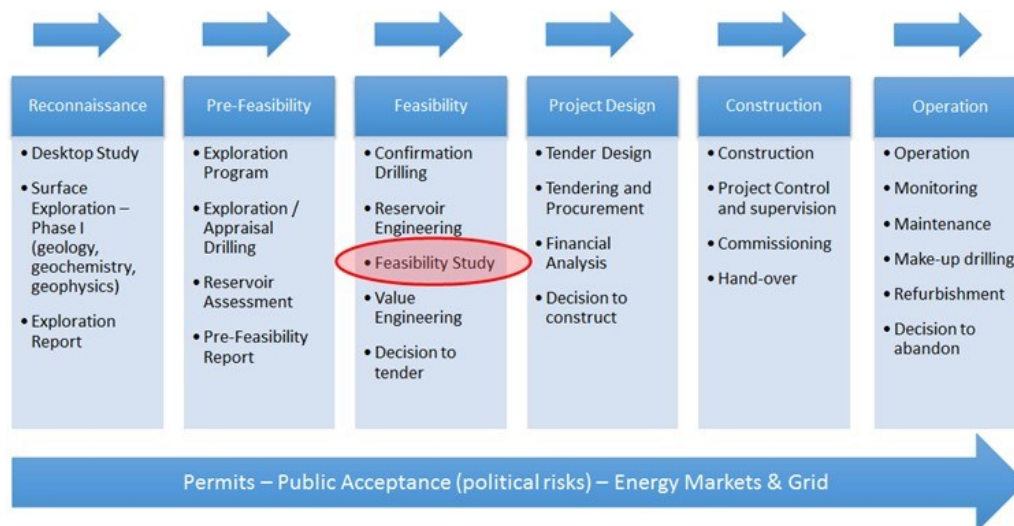 Reconnaissance
• Desktop Study
• Surface
Exploration –
Phase I
(geology,
geochemistry,
geophysics)
• Exploration
Report
Pre-Feasibility
• Exploration
Program
• Exploration /
Appraisal
Drilling
• Reservoir
Assessment
• Pre-Feasibility
Report
Feasibility
• Confirmation
Drilling
• Reservoir
Engineering
• Feasibility Study
• Value
Engineering
• Decision to
tender
Project Design
• Tender Design
• Tendering and
Procurement
• Financial
Analysis
• Decision to
construct
Construction
• Construction
• Project Control
and supervision
• Commissioning
• Hand-over
Operation
• Operation
• Monitoring
• Maintenance
• Make-up drilling
• Refurbishment
• Decision to
abandon
Permits – Public Acceptance (political risks) – Energy Markets & Grid